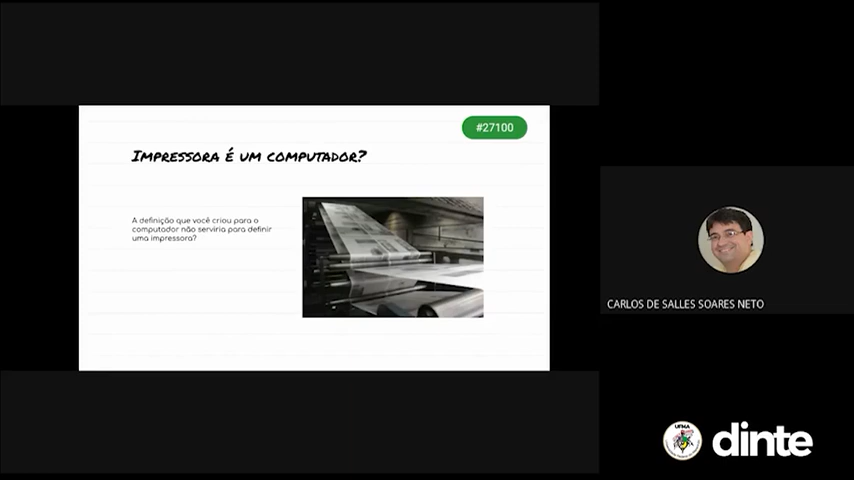 #27100
IMPRESSORA É UM COMPUTADOR?
A definição que você criou para o
computador não serviria para definir
uma impressora?
CARLOS DE SALLES SOARES NETO
UFMA
dinte